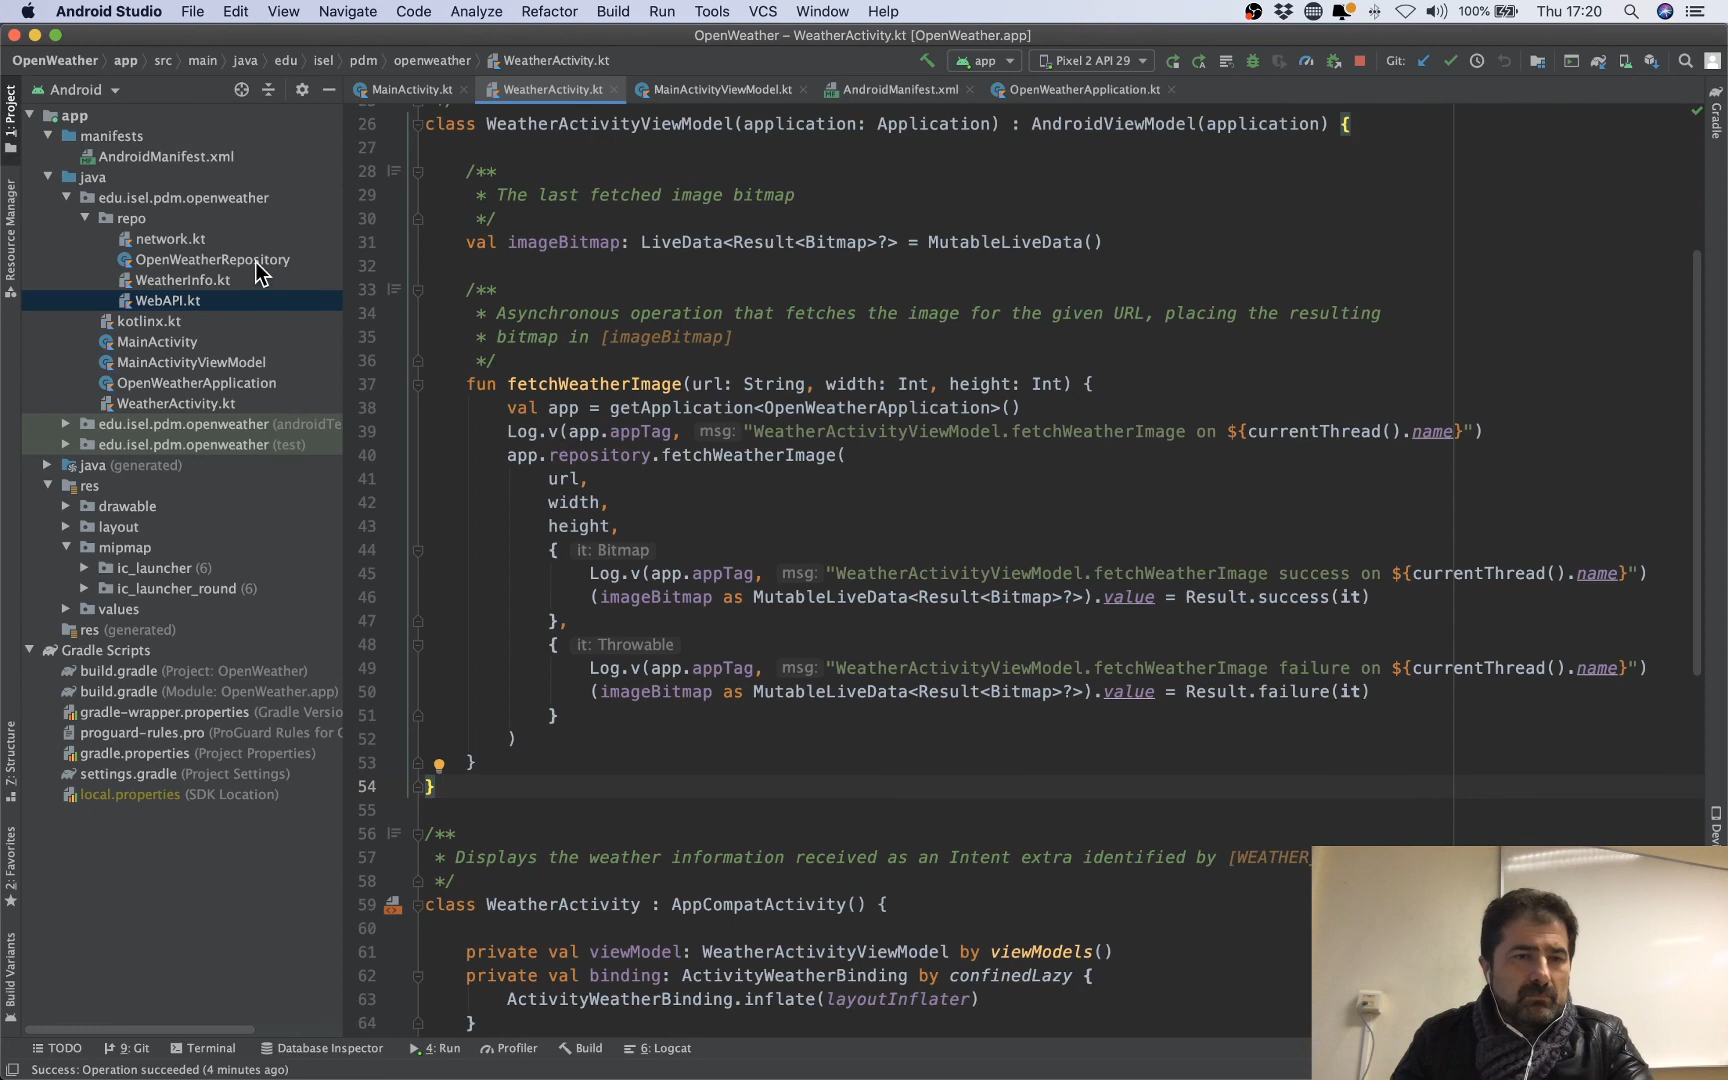 Android Studio File Edit View Navigate Code Analyze Refactor Build Run Tools VCS Window Help 100% Thu 17:20
OpenWeather – WeatherActivity.kt [OpenWeather.app]
OpenWeather app src main java edu isel pdm openweather WeatherActivity.kt app Pixel 2 API 29 Git:
Android MainActivity.kt WeatherActivity.kt MainActivityViewModel.kt AndroidManifest.xml OpenWeatherApplication.kt
1: Project
Resource Manager
Z: Structure
2: Favorites
Build Variants
app
manifests
AndroidManifest.xml
java
edu.isel.pdm.openweather
repo
network.kt
OpenWeatherRepository
WeatherInfo.kt
WebAPI.kt
kotlinx.kt
MainActivity
MainActivityViewModel
OpenWeatherApplication
WeatherActivity.kt
edu.isel.pdm.openweather (androidTe
edu.isel.pdm.openweather (test)
java (generated)
res
drawable
layout
mipmap
ic_launcher (6)
ic_launcher_round (6)
values
res (generated)
Gradle Scripts
build.gradle (Project: OpenWeather)
build.gradle (Module: OpenWeather.app)
gradle-wrapper.properties (Gradle Versio
proguard-rules.pro (ProGuard Rules for
gradle.properties (Project Properties)
settings.gradle (Project Settings)
local.properties (SDK Location)
26 class WeatherActivityViewModel(application: Application) : AndroidViewModel(application) {
27
28 /**
29 * The last fetched image bitmap
30 */
31 val imageBitmap: LiveData<Result<Bitmap>?> = MutableLiveData()
32
33 /**
34 * Asynchronous operation that fetches the image for the given URL, placing the resulting
35 * bitmap in [imageBitmap]
36 */
37 fun fetchWeatherImage(url: String, width: Int, height: Int) {
38 val app = getApplication<OpenWeatherApplication>()
39 Log.v(app.appTag, msg: "WeatherActivityViewModel.fetchWeatherImage on ${currentThread().name}")
40 app.repository.fetchWeatherImage(
41 url,
42 width,
43 height,
44 { it: Bitmap
45 Log.v(app.appTag, msg: "WeatherActivityViewModel.fetchWeatherImage success on ${currentThread().name}")
46 (imageBitmap as MutableLiveData<Result<Bitmap>?>).value = Result.success(it)
47 },
48 { it: Throwable
49 Log.v(app.appTag, msg: "WeatherActivityViewModel.fetchWeatherImage failure on ${currentThread().name}")
50 (imageBitmap as MutableLiveData<Result<Bitmap>?>).value = Result.failure(it)
51 }
52 )
53 }
54 }
55
56 /**
57 * Displays the weather information received as an Intent extra identified by [WEATHER_
58 */
59 class WeatherActivity : AppCompatActivity() {
60
61 private val viewModel: WeatherActivityViewModel by viewModels()
62 private val binding: ActivityWeatherBinding by confinedLazy {
63 ActivityWeatherBinding.inflate(layoutInflater)
64 }
Gradle
TODO 9: Git Terminal Database Inspector 4: Run Profiler Build 6: Logcat
Success: Operation succeeded (4 minutes ago)